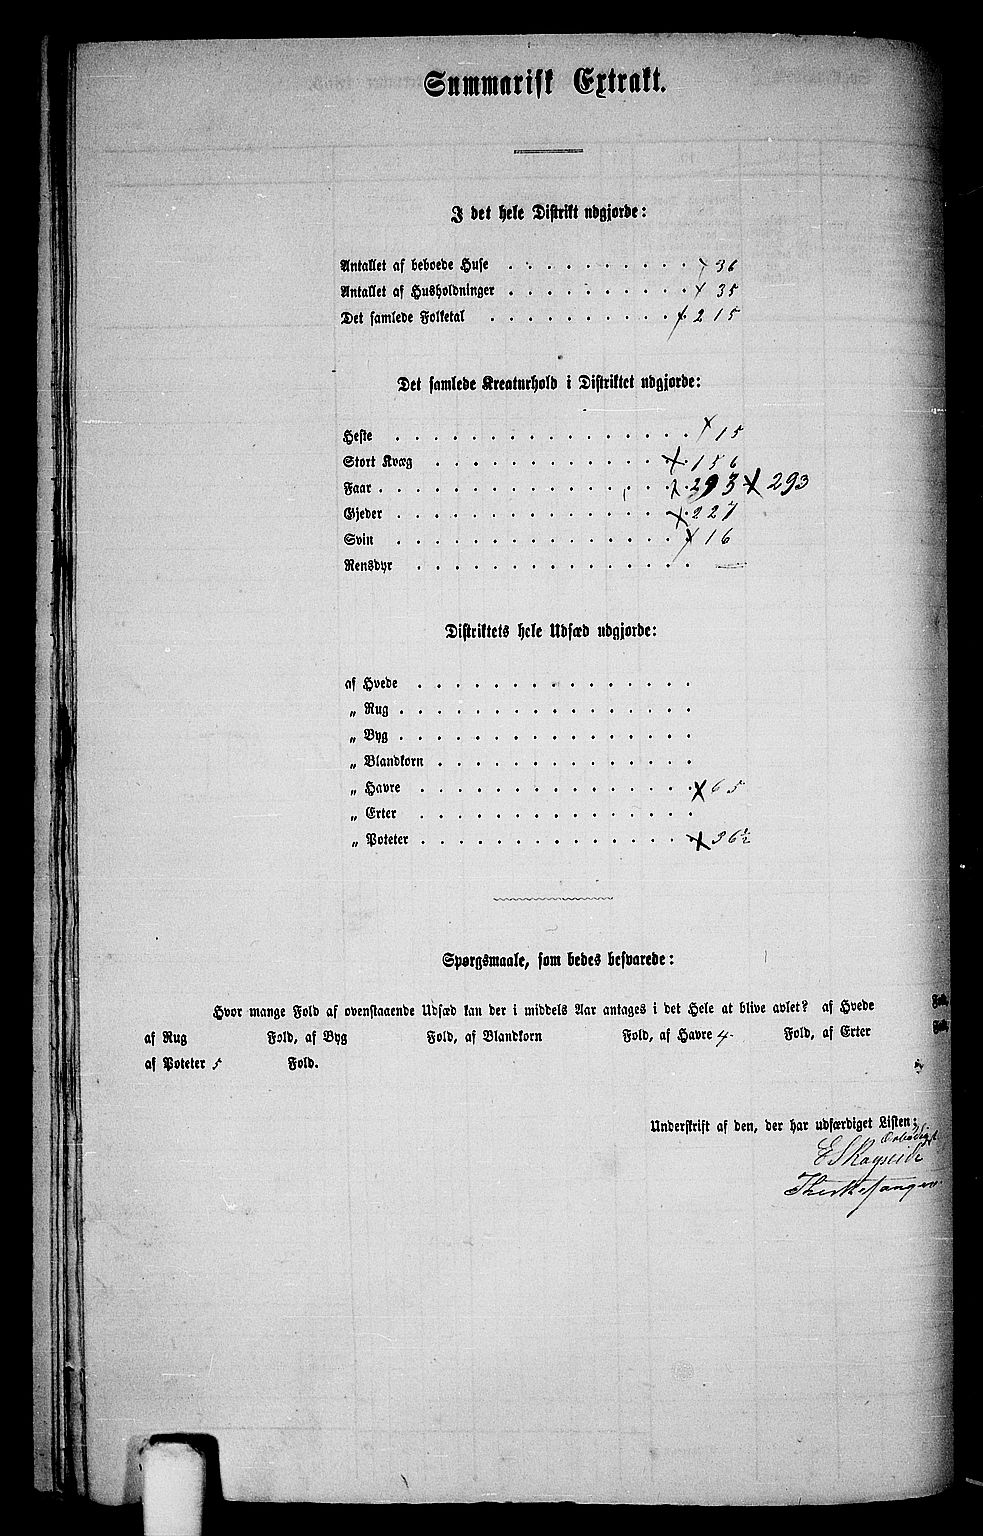 Summarisk Extrakt.
I det hele Distrikt udgjorde:
Antallet af beboede Huse . . . . . . . . . . 36
Antallet af Husholdninger . . . . . . . . . . 35
Det samlede Folketal . . . . . . . . . . . 215
Det samlede Kreaturhold i Distriktet udgjorde:
Heste . . . . . . . . . . . . . . . . 15
Stort Kvæg . . . . . . . . . . . . . . 156
Faar . . . . . . . . . . . . . . . . 293 293
Gjeder . . . . . . . . . . . . . . . . 227
Svin . . . . . . . . . . . . . . . . 16
Rensdyr . . . . . . . . . . . . . . . —
Distriktets hele Udsæd udgjorde:
af Hvede . . . . . . . . . . . . . . .
„ Rug . . . . . . . . . . . . . . . .
„ Byg . . . . . . . . . . . . . . . .
„ Blandkorn . . . . . . . . . . . . . .
„ Havre . . . . . . . . . . . . . . . 65
„ Erter . . . . . . . . . . . . . . .
„ Poteter . . . . . . . . . . . . . . 36½
Spørgsmaale, som bedes besvarede:
Hvor mange Fold af ovenstaaende Udsæd kan der i middels Aar antages i det Hele at blive avlet? af Hvede Fold,
af Rug Fold, af Byg Fold, af Blandkorn Fold, af Havre 4 Fold, af Erter Fold,
af Poteter 5 Fold.
Underskrift af den, der har udfærdiget Listen: